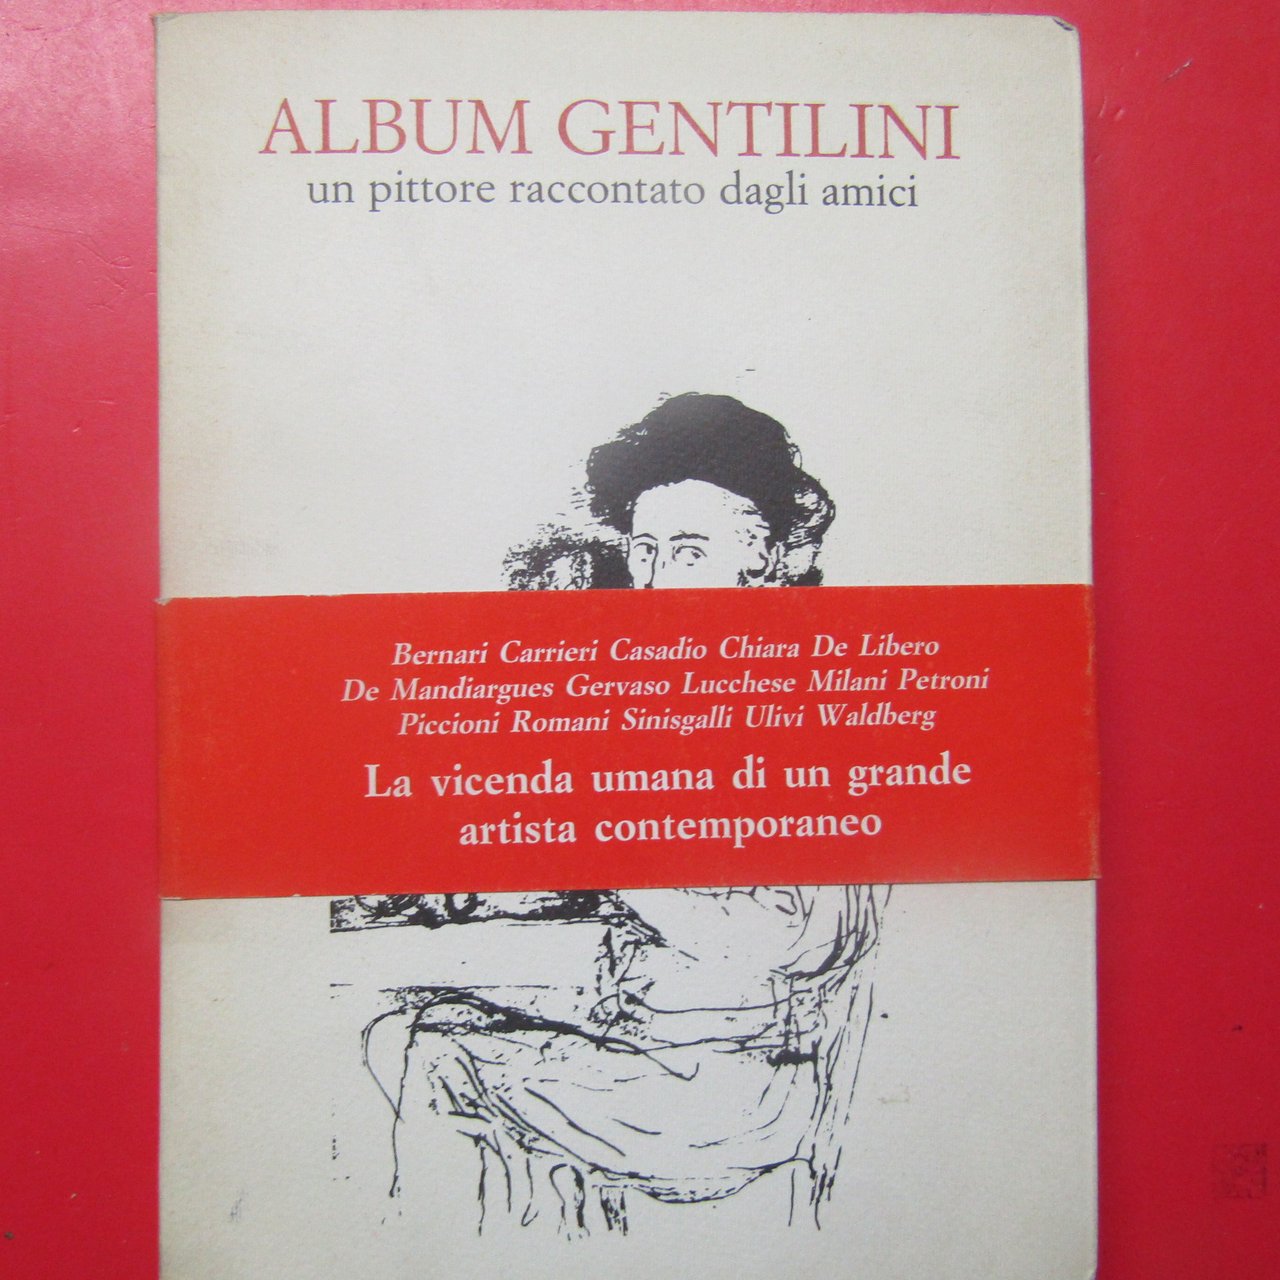 ALBUM GENTILINI
un pittore raccontato dagli amici
Bernari Carrieri Casadio Chiara De Libero
De Mandiargues Gervaso Lucchese Milani Petroni
Piccioni Romani Sinisgalli Ulivi Waldberg
La vicenda umana di un grande
artista contemporaneo